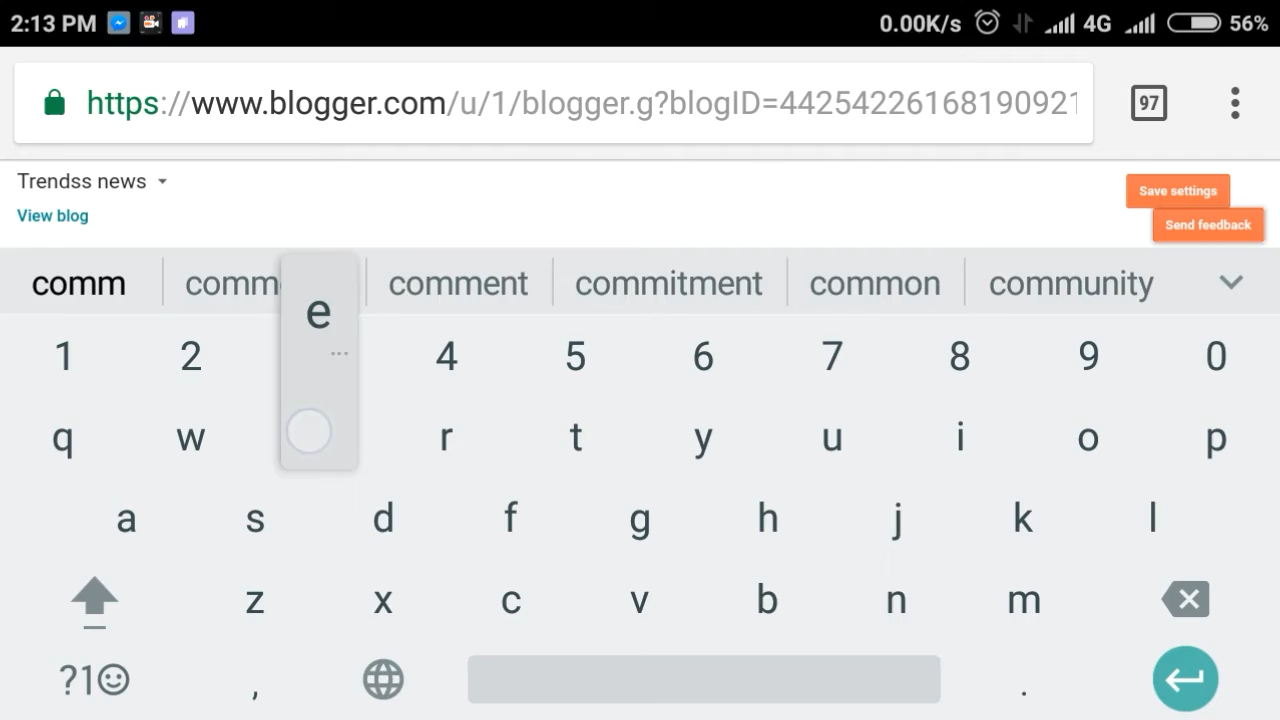 2:13 PM 0.00K/s 4G 56%
https://www.blogger.com/u/1/blogger.g?blogID=44254226168190921 97
Trendss news
Save settings
View blog
Send feedback
comm comm comment commitment common community
e
1 2 4 5 6 7 8 9 0
q w r t y u i o p
a s d f g h j k l
z x c v b n m
?1☺ , .